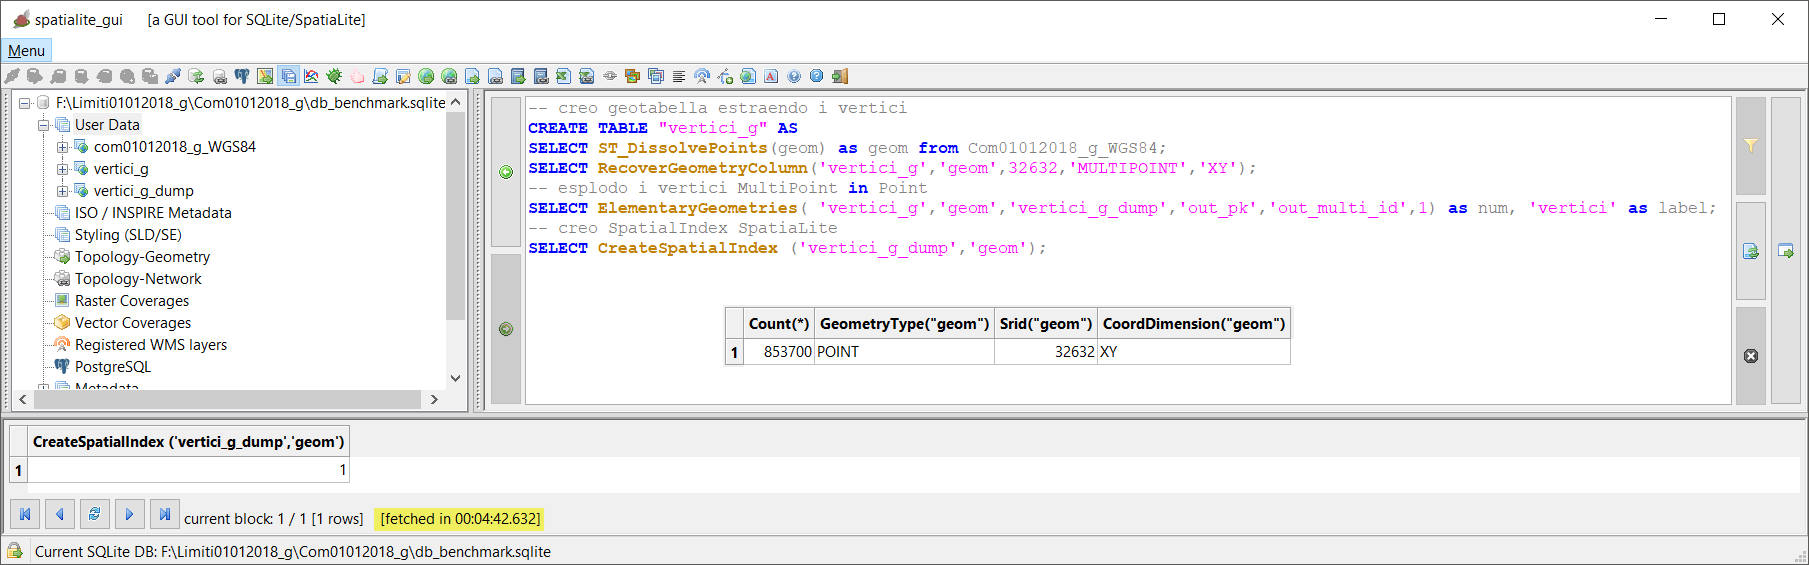 spatialite_gui [a GUI tool for SQLite/SpatiaLite]
Menu
F:\Limiti01012018_g\Com01012018_g\db_benchmark.sqlite
User Data
com01012018_g_WGS84
vertici_g
vertici_g_dump
ISO / INSPIRE Metadata
Styling (SLD/SE)
Topology-Geometry
Topology-Network
Raster Coverages
Vector Coverages
Registered WMS layers
PostgreSQL
Metadata
-- creo geotabella estraendo i vertici
CREATE TABLE "vertici_g" AS
SELECT ST_DissolvePoints(geom) as geom from Com01012018_g_WGS84;
SELECT RecoverGeometryColumn('vertici_g','geom',32632,'MULTIPOINT','XY');
-- esplodo i vertici MultiPoint in Point
SELECT ElementaryGeometries( 'vertici_g','geom','vertici_g_dump','out_pk','out_multi_id',1) as num, 'vertici' as label;
-- creo SpatialIndex SpatiaLite
SELECT CreateSpatialIndex ('vertici_g_dump','geom');
Count(*) GeometryType("geom") Srid("geom") CoordDimension("geom")
1 853700 POINT 32632 XY
CreateSpatialIndex ('vertici_g_dump','geom')
1 1
current block: 1 / 1 [1 rows] [fetched in 00:04:42.632]
Current SQLite DB: F:\Limiti01012018_g\Com01012018_g\db_benchmark.sqlite